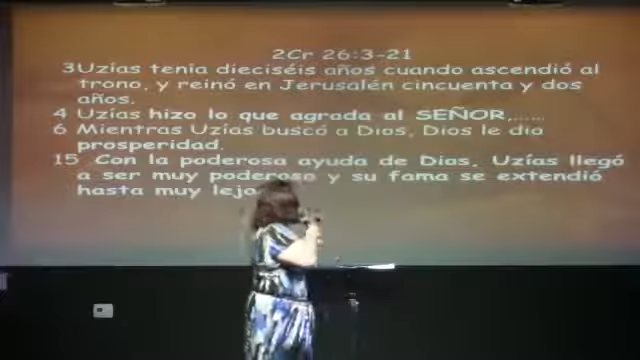 2Cr 26:3-21
3Uzías tenía dieciséis años cuando ascendió al
trono, y reinó en Jerusalén cincuenta y dos
años.
4 Uzías hizo lo que agrada al SEÑOR,......
6 Mientras Uzías buscó a Dios, Dios le dio
prosperidad.
15 Con la poderosa ayuda de Dios, Uzías llegó
a ser muy poderoso y su fama se extendió
hasta muy lejo